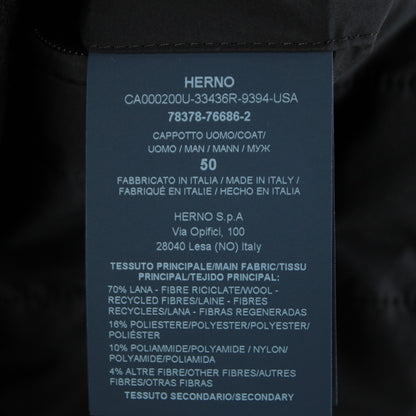 HERNO
CA000200U-33436R-9394-USA
78378-76686-2
CAPPOTTO UOMO/COAT/
UOMO / MAN / MANN / МУЖ
50
FABBRICATO IN ITALIA / MADE IN ITALY /
FABRIQUÉ EN ITALIE / HECHO EN ITALIA
HERNO S.p.A
Via Opifici, 100
28040 Lesa (NO) Italy
TESSUTO PRINCIPALE/MAIN FABRIC/TISSU
PRINCIPAL/TEJIDO PRINCIPAL:
70% LANA - FIBRE RICICLATE/WOOL -
RECYCLED FIBRES/LAINE - FIBRES
RECYCLEES/LANA - FIBRAS REGENERADAS
16% POLIESTERE/POLYESTER/POLYESTER/
POLIÉSTER
10% POLIAMMIDE/POLYAMIDE / NYLON/
POLYAMIDE/POLIAMIDA
4% ALTRE FIBRE/OTHER FIBRES/AUTRES
FIBRES/OTRAS FIBRAS
TESSUTO SECONDARIO/SECONDARY